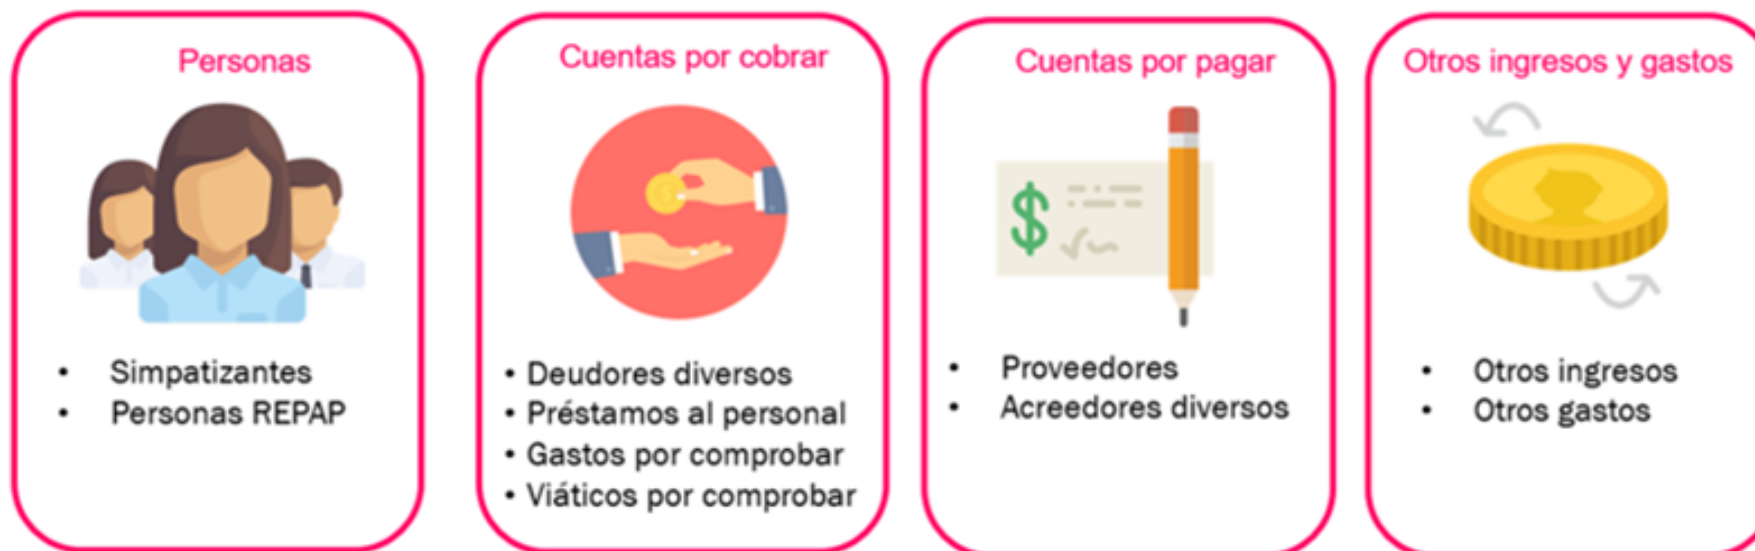 Personas
• Simpatizantes
• Personas REPAP
Cuentas por cobrar
• Deudores diversos
• Préstamos al personal
• Gastos por comprobar
• Viáticos por comprobar
Cuentas por pagar
$
• Proveedores
• Acreedores diversos
Otros ingresos y gastos
• Otros ingresos
• Otros gastos